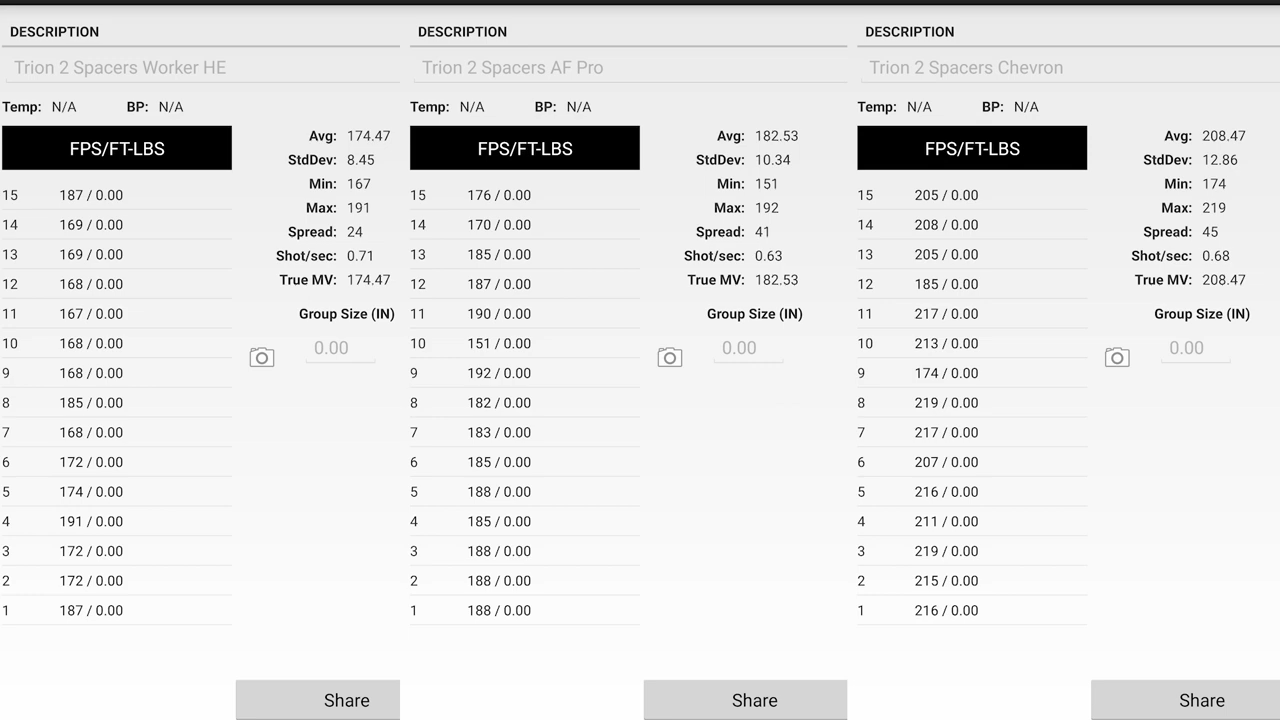 DESCRIPTION
Trion 2 Spacers Worker HE
Temp: N/A BP: N/A
FPS/FT-LBS
Avg: 174.47
StdDev: 8.45
Min: 167
Max: 191
Spread: 24
Shot/sec: 0.71
True MV: 174.47
Group Size (IN)
0.00
15 187 / 0.00
14 169 / 0.00
13 169 / 0.00
12 168 / 0.00
11 167 / 0.00
10 168 / 0.00
9 168 / 0.00
8 185 / 0.00
7 168 / 0.00
6 172 / 0.00
5 174 / 0.00
4 191 / 0.00
3 172 / 0.00
2 172 / 0.00
1 187 / 0.00
Share
DESCRIPTION
Trion 2 Spacers AF Pro
Temp: N/A BP: N/A
FPS/FT-LBS
Avg: 182.53
StdDev: 10.34
Min: 151
Max: 192
Spread: 41
Shot/sec: 0.63
True MV: 182.53
Group Size (IN)
0.00
15 176 / 0.00
14 170 / 0.00
13 185 / 0.00
12 187 / 0.00
11 190 / 0.00
10 151 / 0.00
9 192 / 0.00
8 182 / 0.00
7 183 / 0.00
6 185 / 0.00
5 188 / 0.00
4 185 / 0.00
3 188 / 0.00
2 188 / 0.00
1 188 / 0.00
Share
DESCRIPTION
Trion 2 Spacers Chevron
Temp: N/A BP: N/A
FPS/FT-LBS
Avg: 208.47
StdDev: 12.86
Min: 174
Max: 219
Spread: 45
Shot/sec: 0.68
True MV: 208.47
Group Size (IN)
0.00
15 205 / 0.00
14 208 / 0.00
13 205 / 0.00
12 185 / 0.00
11 217 / 0.00
10 213 / 0.00
9 174 / 0.00
8 219 / 0.00
7 217 / 0.00
6 207 / 0.00
5 216 / 0.00
4 211 / 0.00
3 219 / 0.00
2 215 / 0.00
1 216 / 0.00
Share